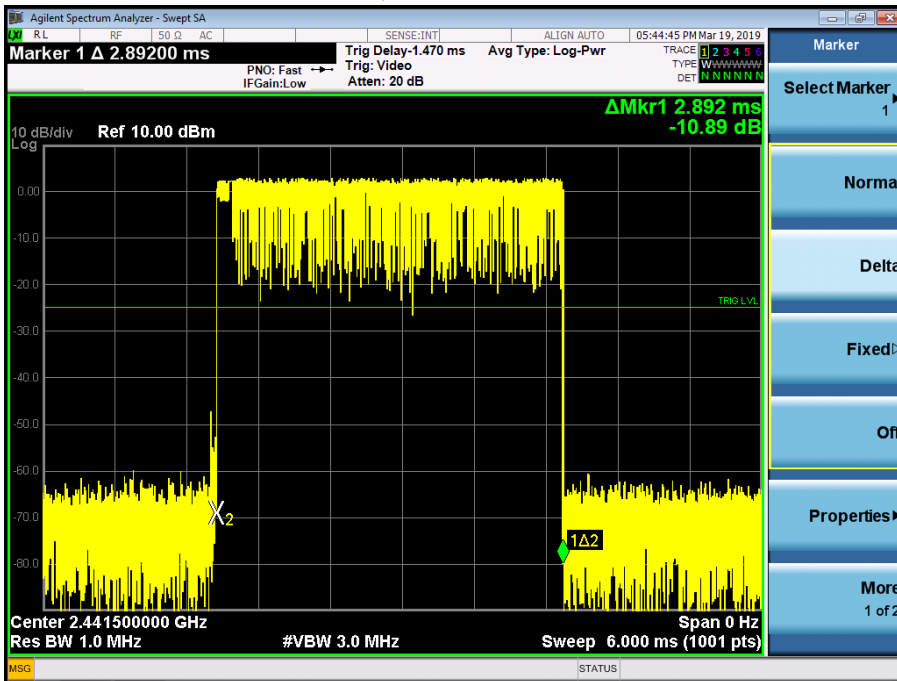 Agilent Spectrum Analyzer - Swept SA
LXI RL RF 50 Ω AC SENSE:INT ALIGN AUTO 05:44:45 PM Mar 19, 2019
Marker 1 Δ 2.89200 ms
PNO: Fast
IFGain:Low
Trig Delay-1.470 ms
Trig: Video
Atten: 20 dB
Avg Type: Log-Pwr
TRACE 1 2 3 4 5 6
TYPE WWWWWWW
DET N N N N N N
ΔMkr1 2.892 ms
-10.89 dB
10 dB/div Ref 10.00 dBm
Log
0.00
-10.0
-20.0
TRIG LVL
-30.0
-40.0
-50.0
-60.0
-70.0
X2
1Δ2
-80.0
Center 2.441500000 GHz Span 0 Hz
Res BW 1.0 MHz #VBW 3.0 MHz Sweep 6.000 ms (1001 pts)
MSG STATUS
Marker
Select Marker
1
Norma
Delta
Fixed
Off
Properties
More
1 of 2